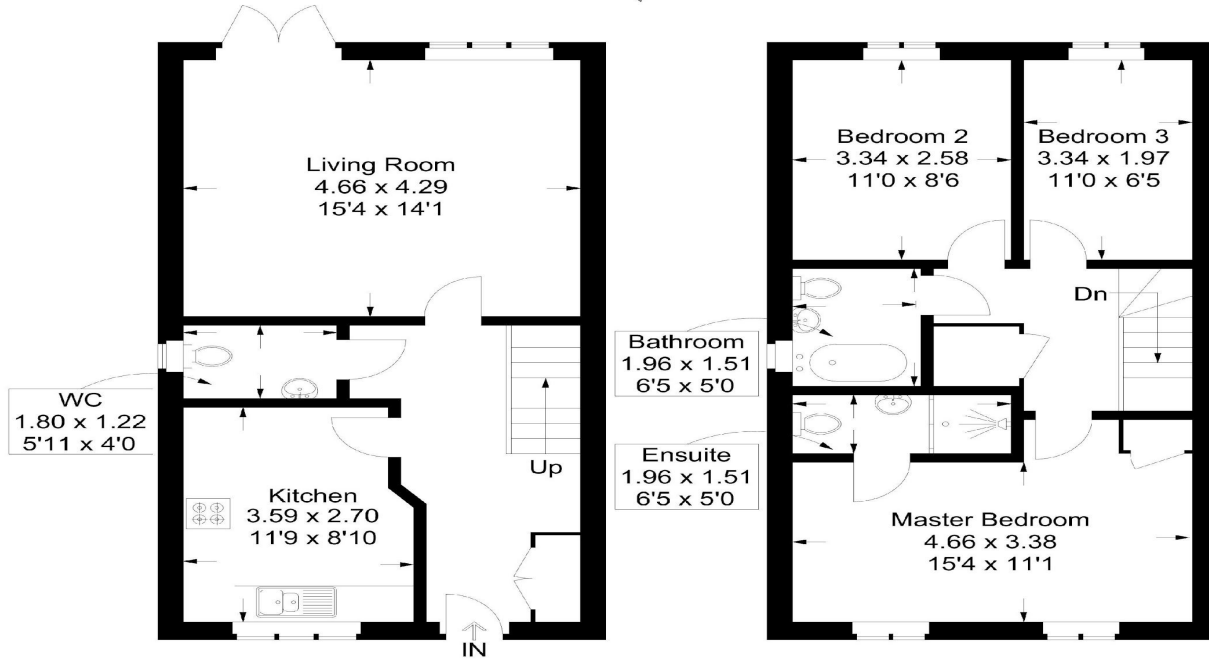 Living Room
4.66 x 4.29
15'4 x 14'1
WC
1.80 x 1.22
5'11 x 4'0
Kitchen
3.59 x 2.70
11'9 x 8'10
Up
IN
Bedroom 2
3.34 x 2.58
11'0 x 8'6
Bedroom 3
3.34 x 1.97
11'0 x 6'5
Dn
Bathroom
1.96 x 1.51
6'5 x 5'0
Ensuite
1.96 x 1.51
6'5 x 5'0
Master Bedroom
4.66 x 3.38
15'4 x 11'1